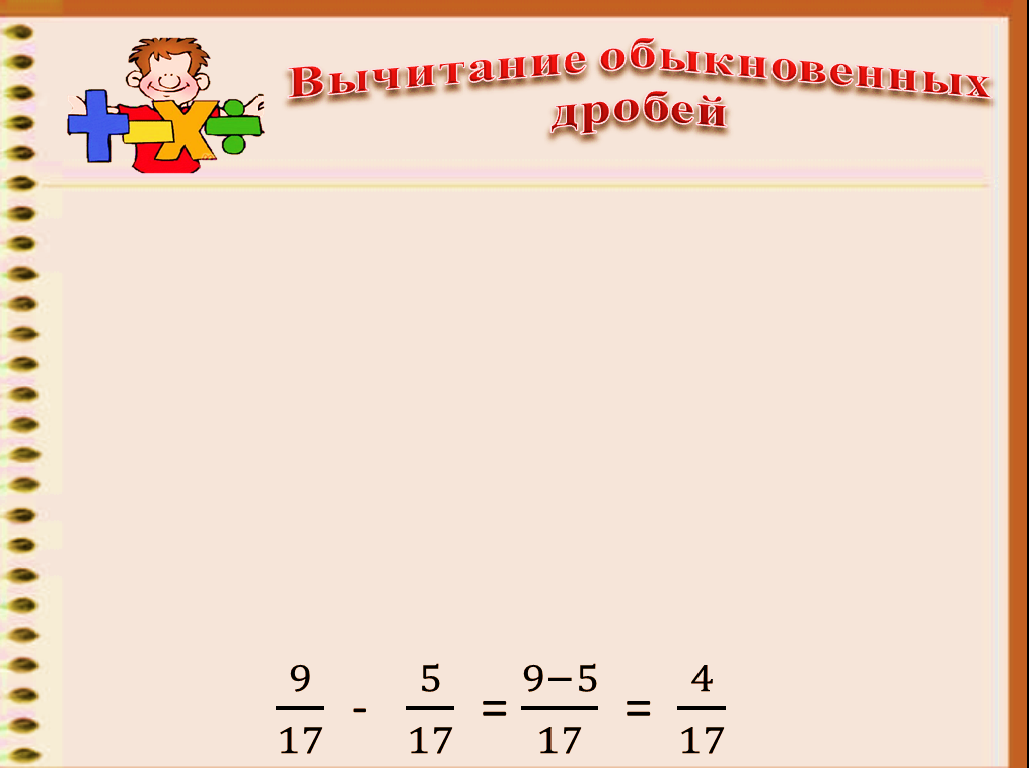 Вычитание обыкновенных
дробей
9/17 - 5/17 = 9−5/17 = 4/17